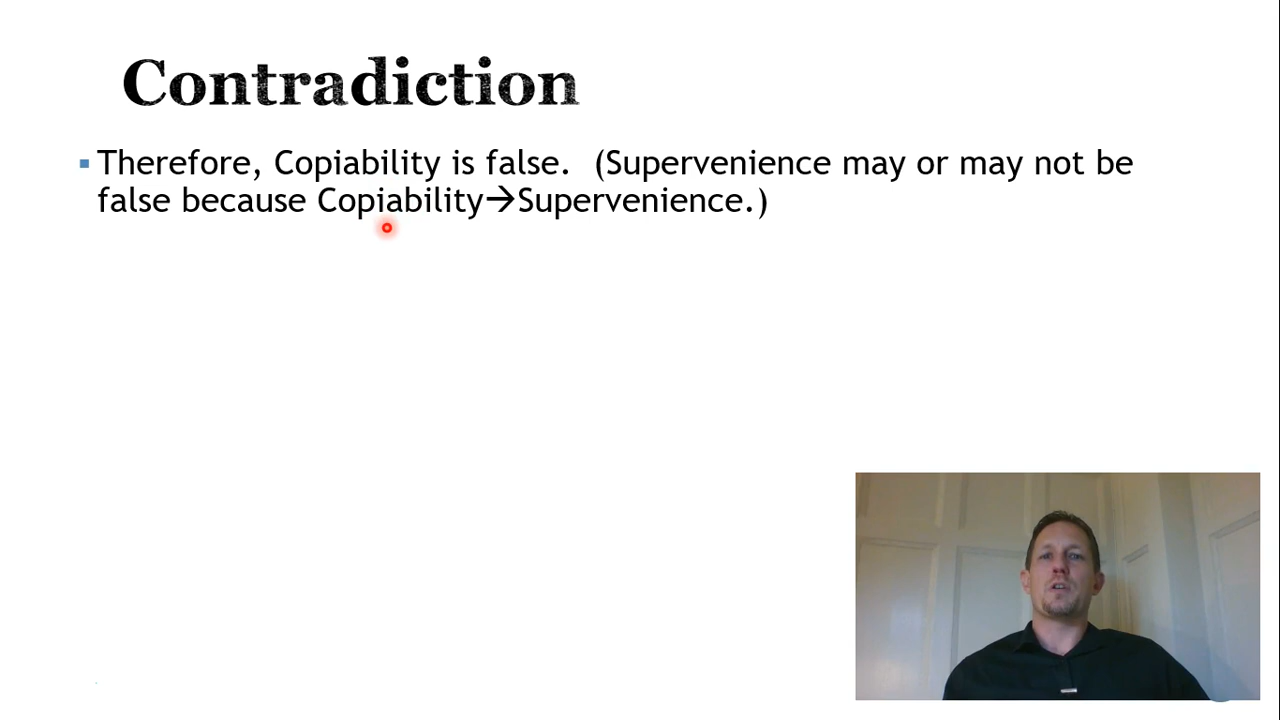 Contradiction
Therefore, Copiability is false.  (Supervenience may or may not be
false because Copiability→Supervenience.)